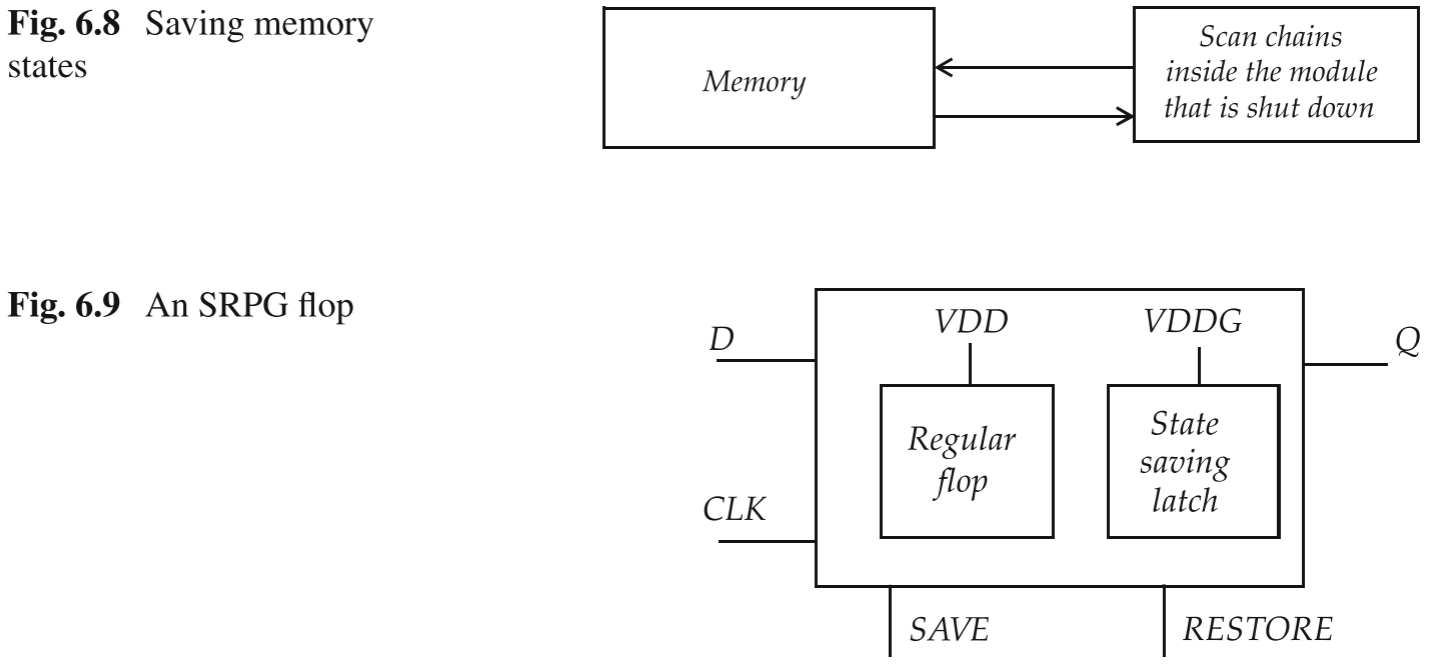 Fig. 6.8 Saving memory
states
Memory
Scan chains
inside the module
that is shut down
Fig. 6.9 An SRPG flop
D
CLK
VDD
Regular
flop
VDDG
State
saving
latch
Q
SAVE
RESTORE